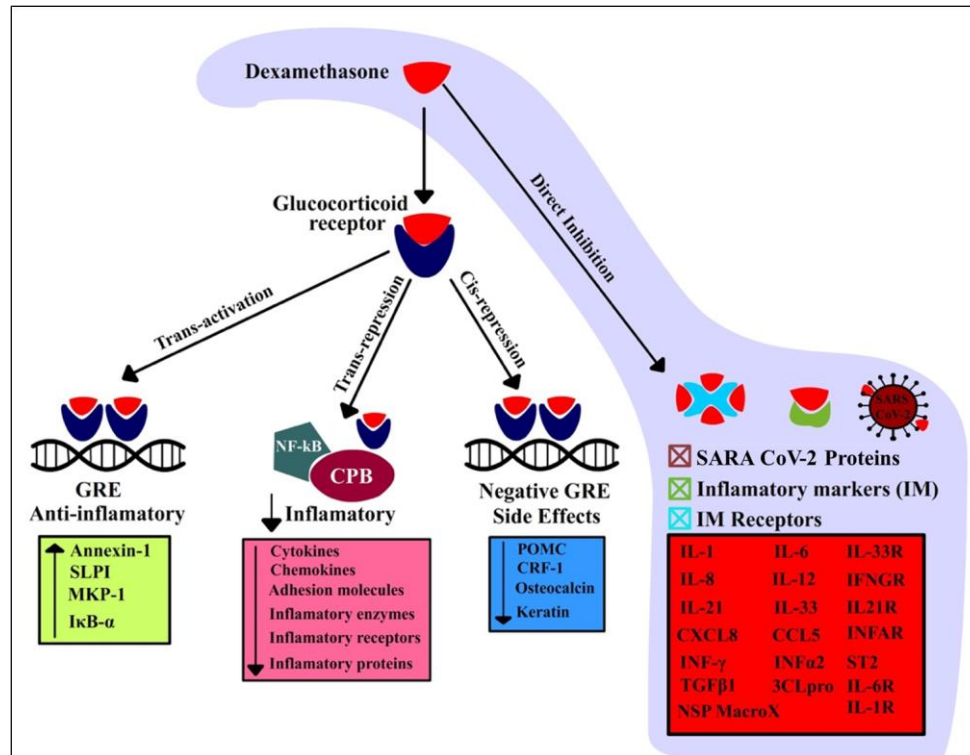 Dexamethasone
Direct Inhibition
Glucocorticoid
receptor
Trans-activation
Trans-repression
Cis-repression
GRE
Anti-inflamatory
Annexin-1
SLPI
MKP-1
IκB-α
NF-kB
CPB
Inflamatory
Cytokines
Chemokines
Adhesion molecules
Inflamatory enzymes
Inflamatory receptors
Inflamatory proteins
Negative GRE
Side Effects
POMC
CRF-1
Osteocalcin
Keratin
SARS
CoV-2
SARA CoV-2 Proteins
Inflamatory markers (IM)
IM Receptors
IL-1 IL-6 IL-33R
IL-8 IL-12 IFNGR
IL-21 IL-33 IL21R
CXCL8 CCL5 INFAR
INF-γ INFα2 ST2
TGFβ1 3CLpro IL-6R
NSP MacroX IL-1R